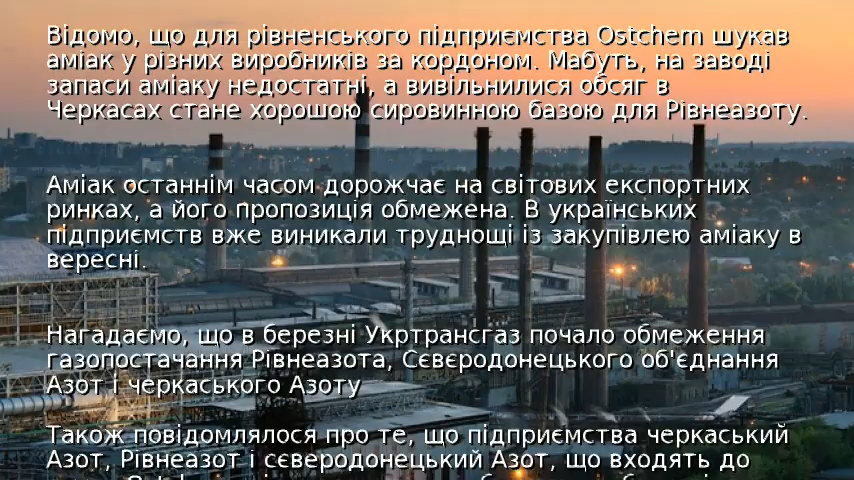 Відомо, що для рівненського підприємства Ostchem шукав
аміак у різних виробників за кордоном. Мабуть, на заводі
запаси аміаку недостатні, а вивільнилися обсяг в
Черкасах стане хорошою сировинною базою для Рівнеазоту.
Аміак останнім часом дорожчає на світових експортних
ринках, а його пропозиція обмежена. В українських
підприємств вже виникали труднощі із закупівлею аміаку в
вересні.
Нагадаємо, що в березні Укртрансгаз почало обмеження
газопостачання Рівнеазота, Сєвєродонецького об'єднання
Азот і черкаського Азоту
Також повідомлялося про те, що підприємства черкаський
Азот, Рівнеазот і сєверодонецький Азот, що входять до